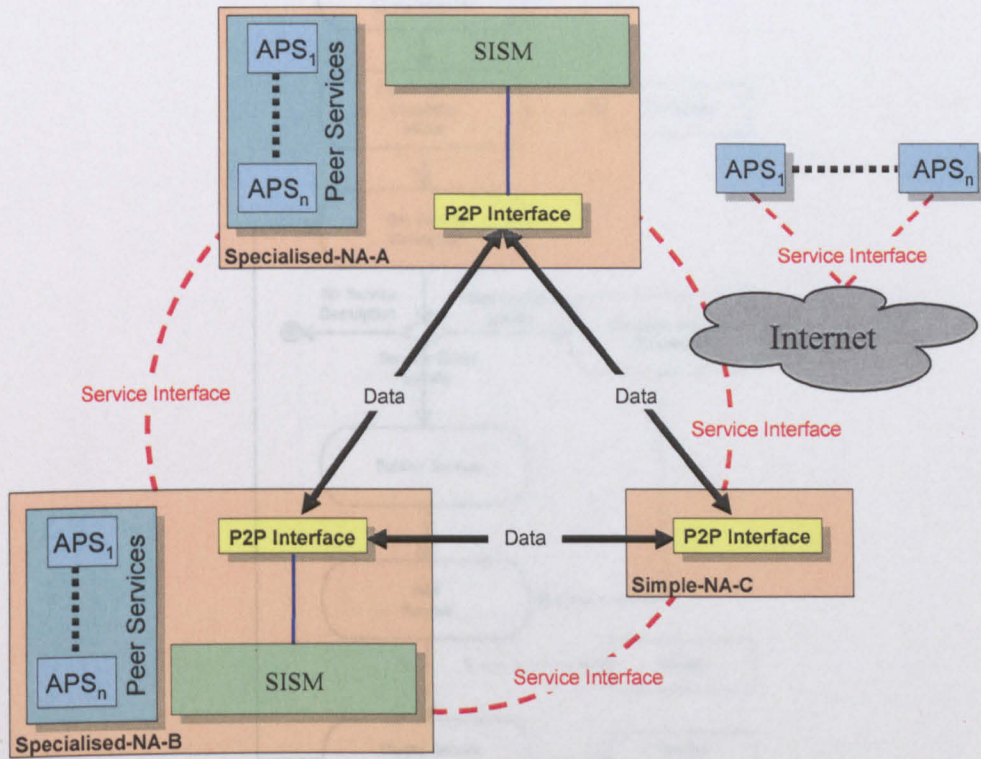 APS1
Peer Services
APSn
SISM
P2P Interface
Specialised-NA-A
APS1
APSn
Service Interface
Internet
Service Interface
Data
Data
Service Interface
APS1
Peer Services
APSn
P2P Interface
SISM
Specialised-NA-B
Data
P2P Interface
Simple-NA-C
Service Interface